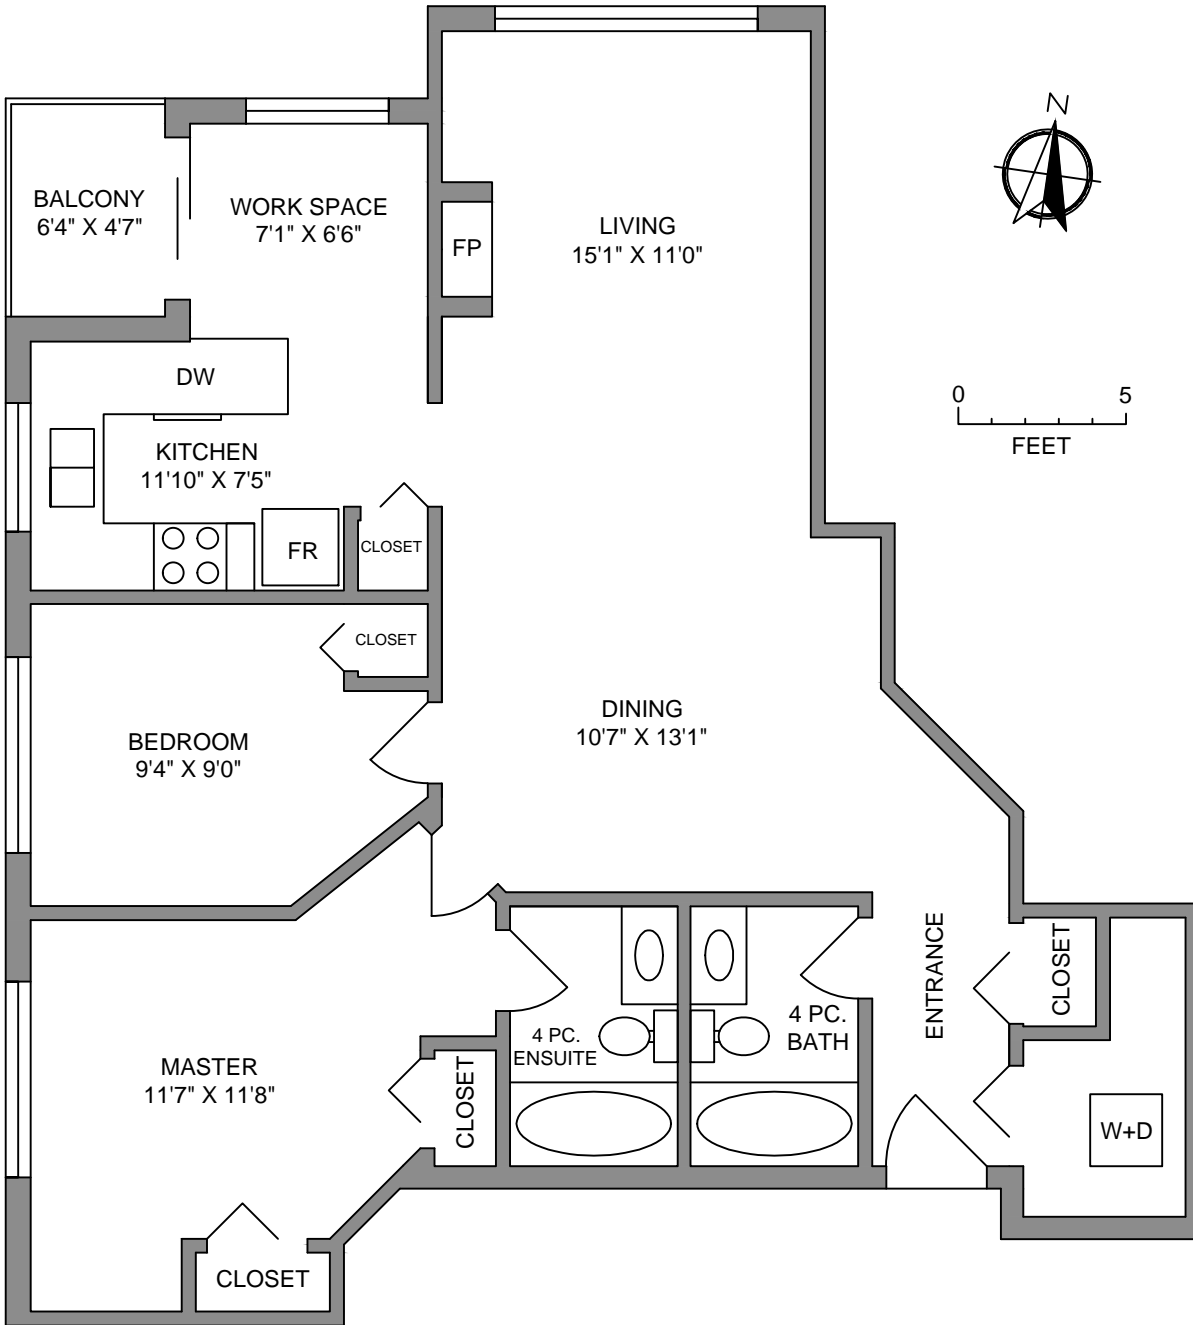 N
BALCONY
6'4" X 4'7"
WORK SPACE
7'1" X 6'6"
FP
LIVING
15'1" X 11'0"
0 5
FEET
DW
KITCHEN
11'10" X 7'5"
FR
CLOSET
CLOSET
BEDROOM
9'4" X 9'0"
DINING
10'7" X 13'1"
ENTRANCE
CLOSET
4 PC.
ENSUITE
4 PC.
BATH
MASTER
11'7" X 11'8"
CLOSET
W+D
CLOSET